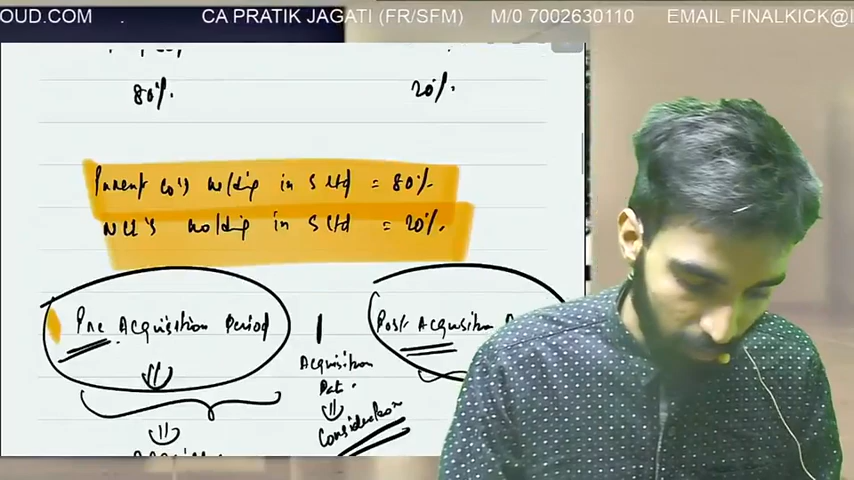 OUD.COM . CA PRATIK JAGATI (FR/SFM) M/0 7002630110 EMAIL FINALKICK@
80%. 20%.
Parent Co's holdip in S Ltd = 80%.
NCI's holdip in S Ltd = 20%.
Pre Acquisition Period
Post Acqusition
Acquisition
Dat.
Consideration